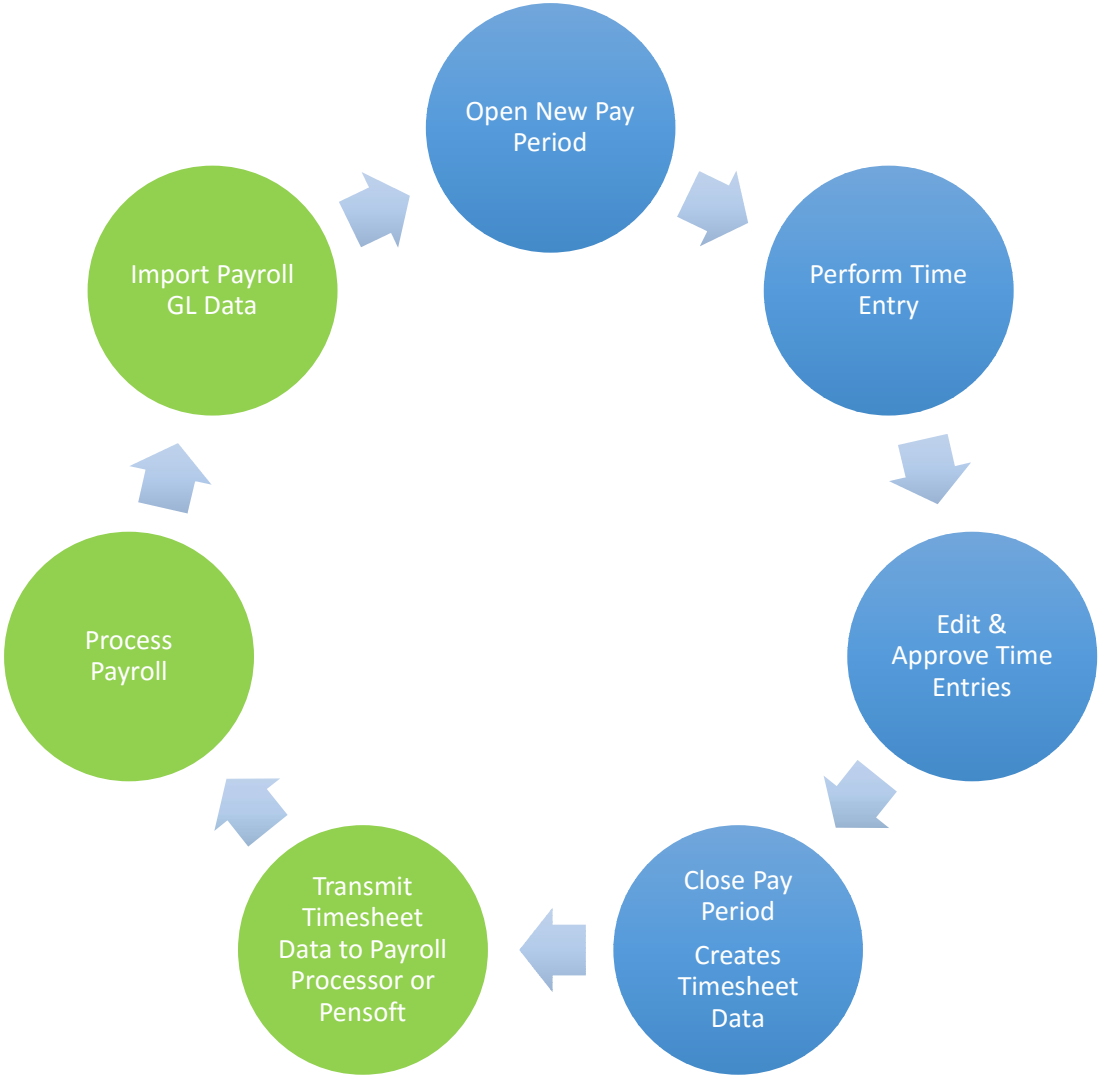 Open New Pay
Period
Perform Time
Entry
Edit &
Approve Time
Entries
Close Pay
Period
Creates
Timesheet
Data
Transmit
Timesheet
Data to Payroll
Processor or
Pensoft
Process
Payroll
Import Payroll
GL Data